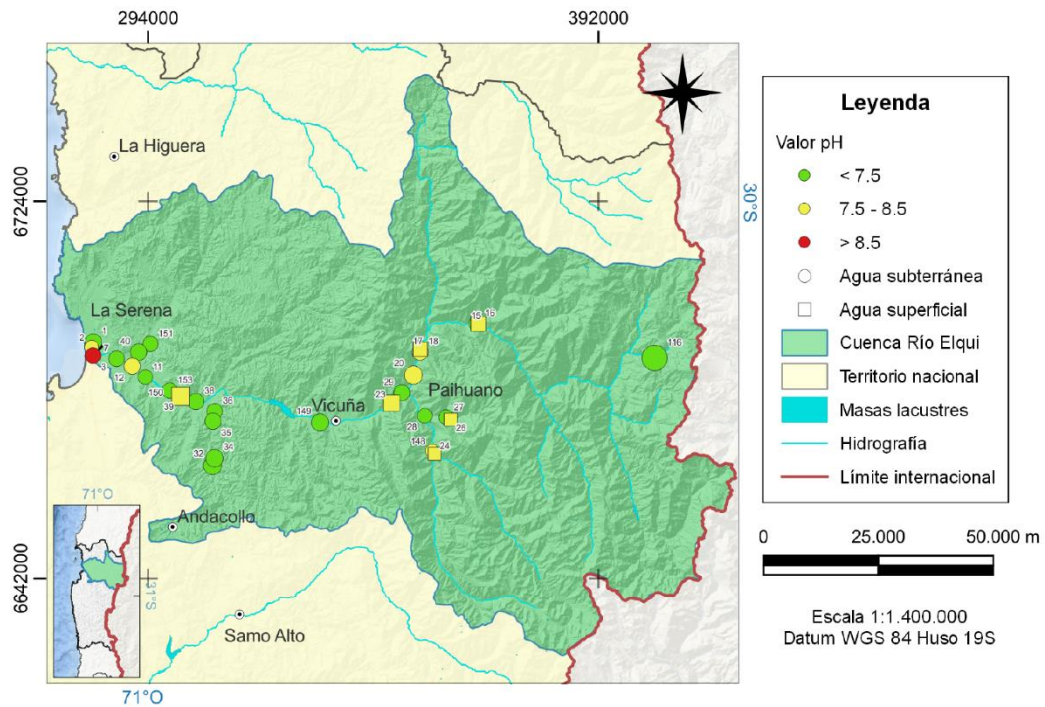 294000
392000
La Higuera
6724000
30°S
La Serena
1
2
7
3
40
151
12
11
150
153
39
38
36
35
34
32
149
Vicuña
15
16
17
18
20
29
Paihuano
23
27
28
26
148
24
116
Andacollo
71°O
6642000
31°S
Samo Alto
71°O
Leyenda
Valor pH
< 7.5
7.5 - 8.5
> 8.5
Agua subterránea
Agua superficial
Cuenca Río Elqui
Territorio nacional
Masas lacustres
Hidrografía
Límite internacional
0 25.000 50.000 m
Escala 1:1.400.000
Datum WGS 84 Huso 19S